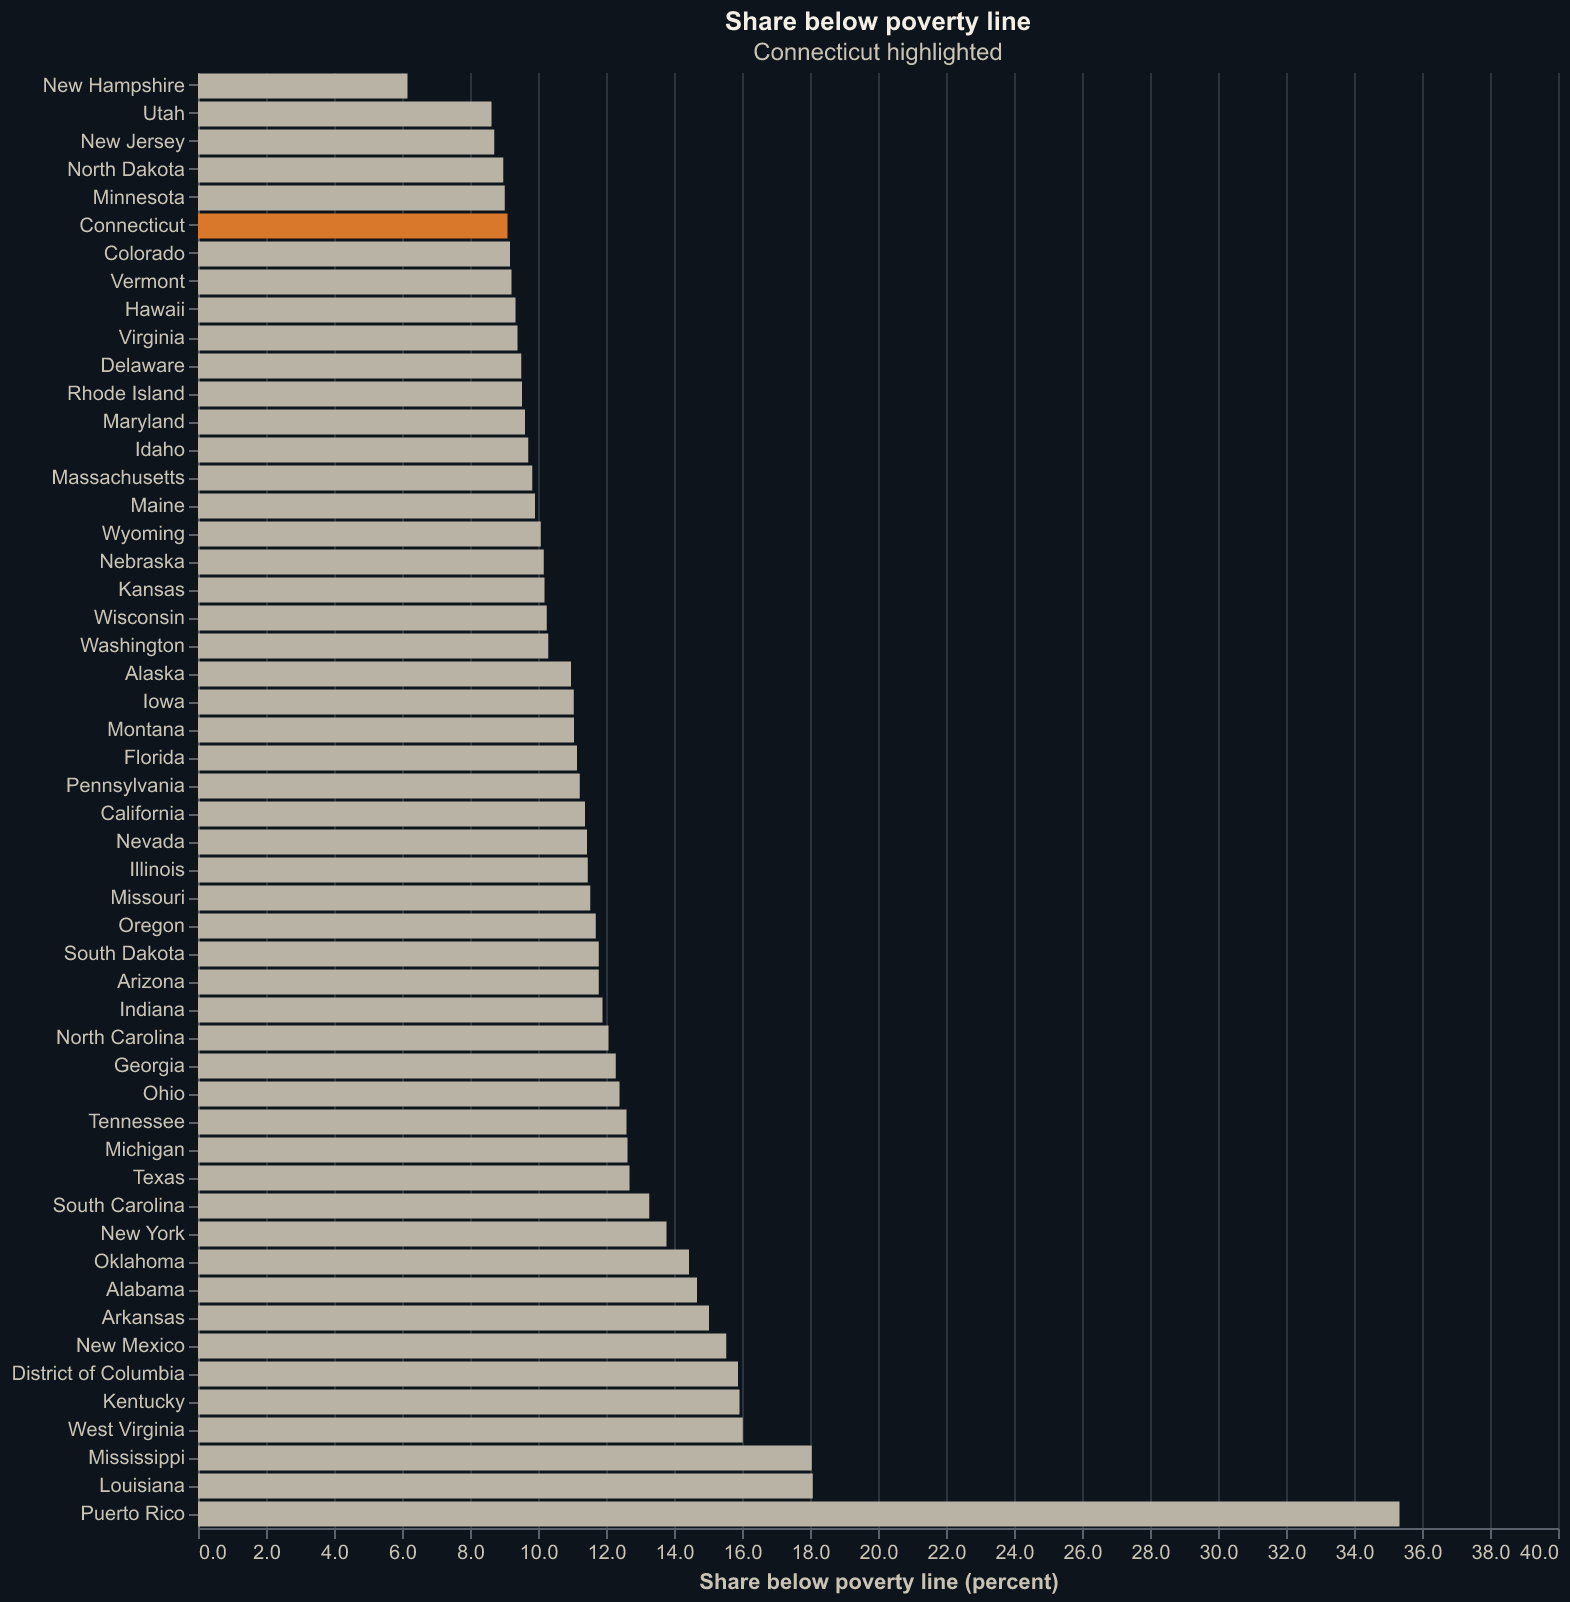 Share below poverty line
Connecticut highlighted
New Hampshire
Utah
New Jersey
North Dakota
Minnesota
Connecticut
Colorado
Vermont
Hawaii
Virginia
Delaware
Rhode Island
Maryland
Idaho
Massachusetts
Maine
Wyoming
Nebraska
Kansas
Wisconsin
Washington
Alaska
Iowa
Montana
Florida
Pennsylvania
California
Nevada
Illinois
Missouri
Oregon
South Dakota
Arizona
Indiana
North Carolina
Georgia
Ohio
Tennessee
Michigan
Texas
South Carolina
New York
Oklahoma
Alabama
Arkansas
New Mexico
District of Columbia
Kentucky
West Virginia
Mississippi
Louisiana
Puerto Rico
0.0 2.0 4.0 6.0 8.0 10.0 12.0 14.0 16.0 18.0 20.0 22.0 24.0 26.0 28.0 30.0 32.0 34.0 36.0 38.0 40.0
Share below poverty line (percent)